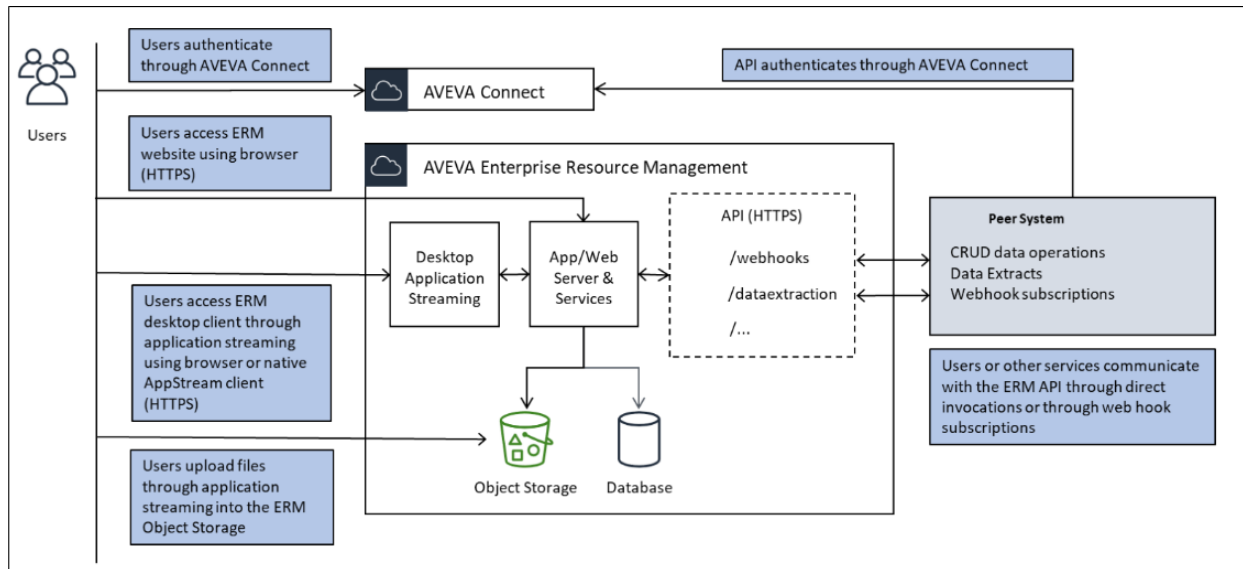 Users
Users authenticate
through AVEVA Connect
AVEVA Connect
API authenticates through AVEVA Connect
Users access ERM
website using browser
(HTTPS)
AVEVA Enterprise Resource Management
Desktop
Application
Streaming
App/Web
Server &
Services
API (HTTPS)
/webhooks
/dataextraction
/...
Peer System
CRUD data operations
Data Extracts
Webhook subscriptions
Users access ERM
desktop client through
application streaming
using browser or native
AppStream client
(HTTPS)
Users or other services communicate
with the ERM API through direct
invocations or through web hook
subscriptions
Users upload files
through application
streaming into the ERM
Object Storage
Object Storage
Database